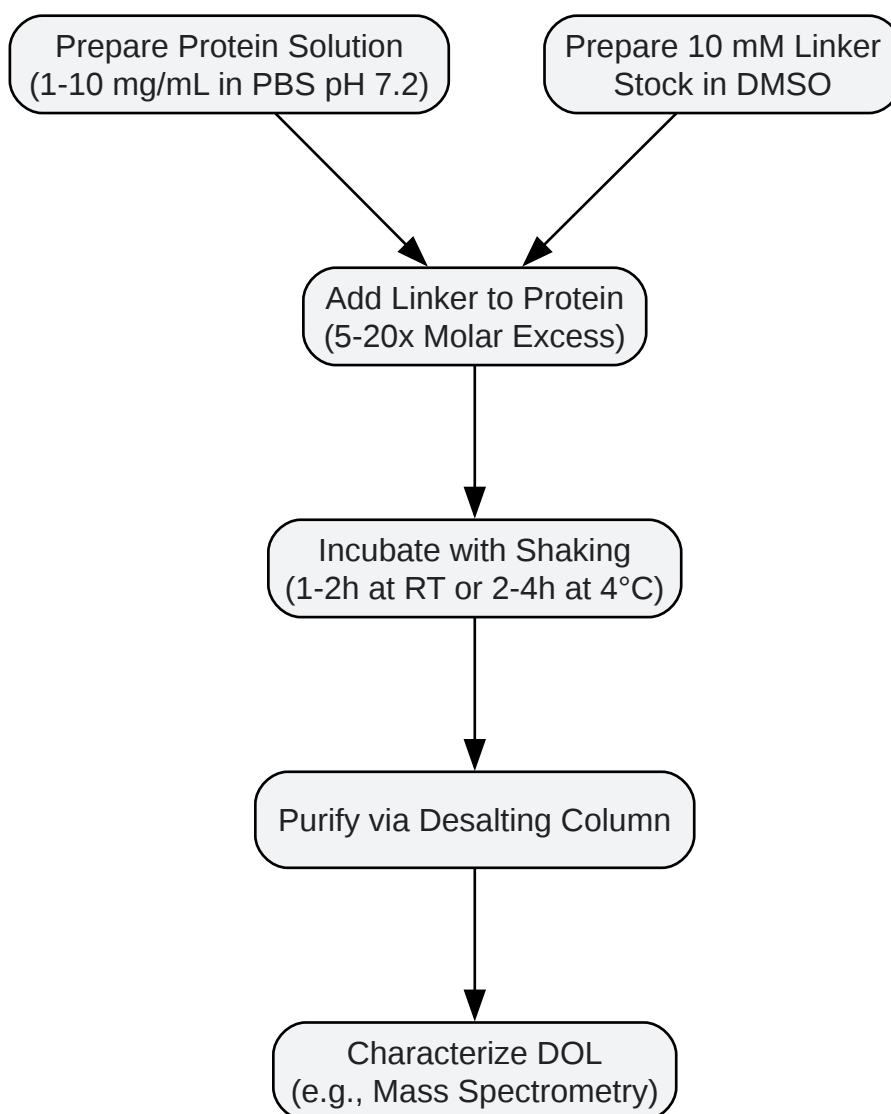 Prepare Protein Solution
(1-10 mg/mL in PBS pH 7.2)
Prepare 10 mM Linker
Stock in DMSO
Add Linker to Protein
(5-20x Molar Excess)
Incubate with Shaking
(1-2h at RT or 2-4h at 4°C)
Purify via Desalting Column
Characterize DOL
(e.g., Mass Spectrometry)